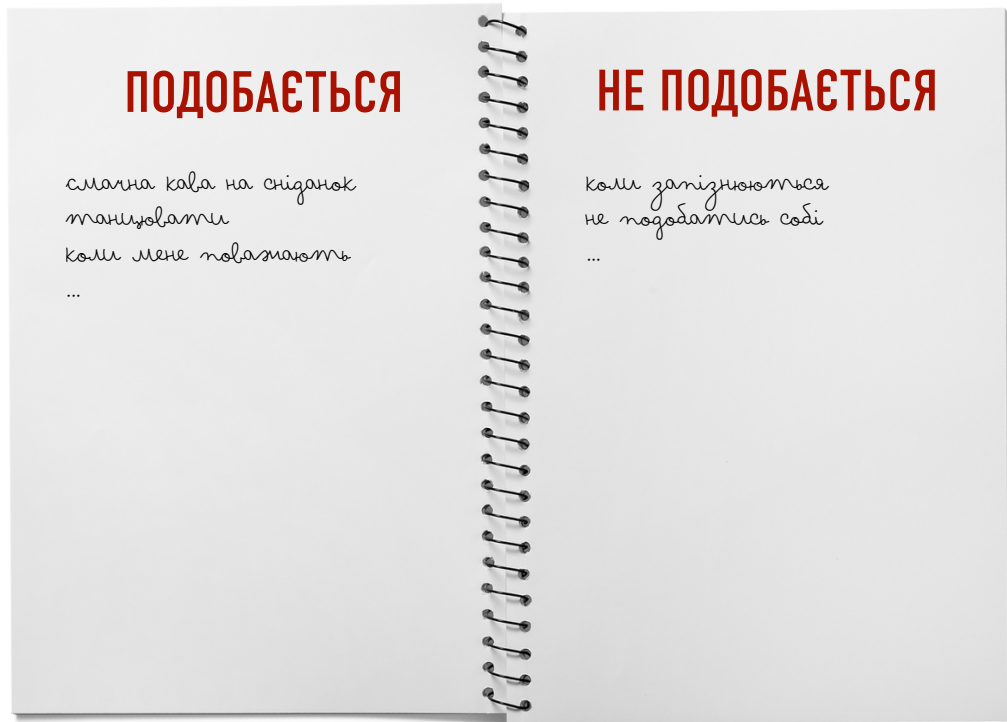 ПОДОБАЄТЬСЯ
смачна кава на сніданок
танцювати
коли мене поважають
...
НЕ ПОДОБАЄТЬСЯ
коли запізнюються
не подобатись собі
...